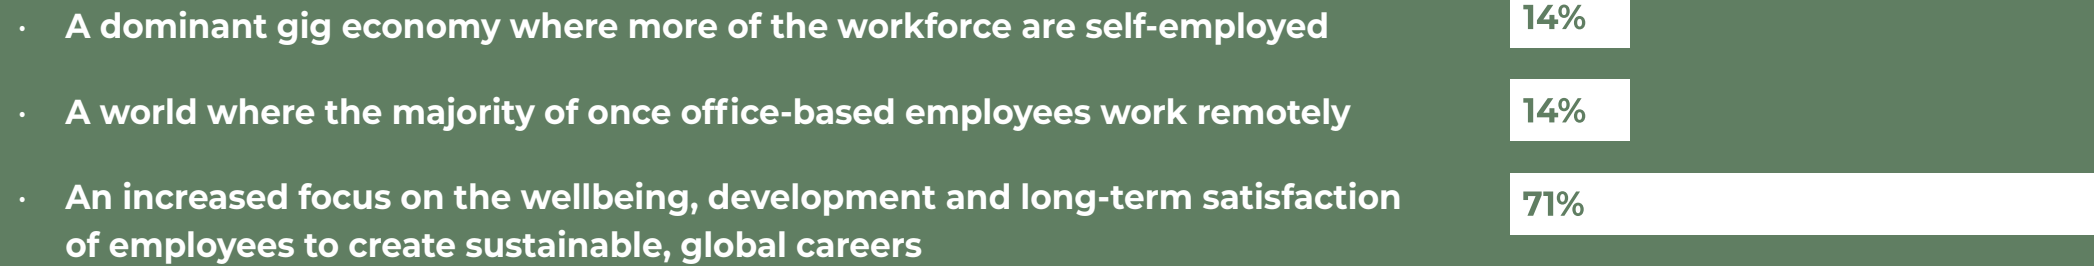 · A dominant gig economy where more of the workforce are self-employed 14%
· A world where the majority of once office-based employees work remotely 14%
· An increased focus on the wellbeing, development and long-term satisfaction 71%
of employees to create sustainable, global careers